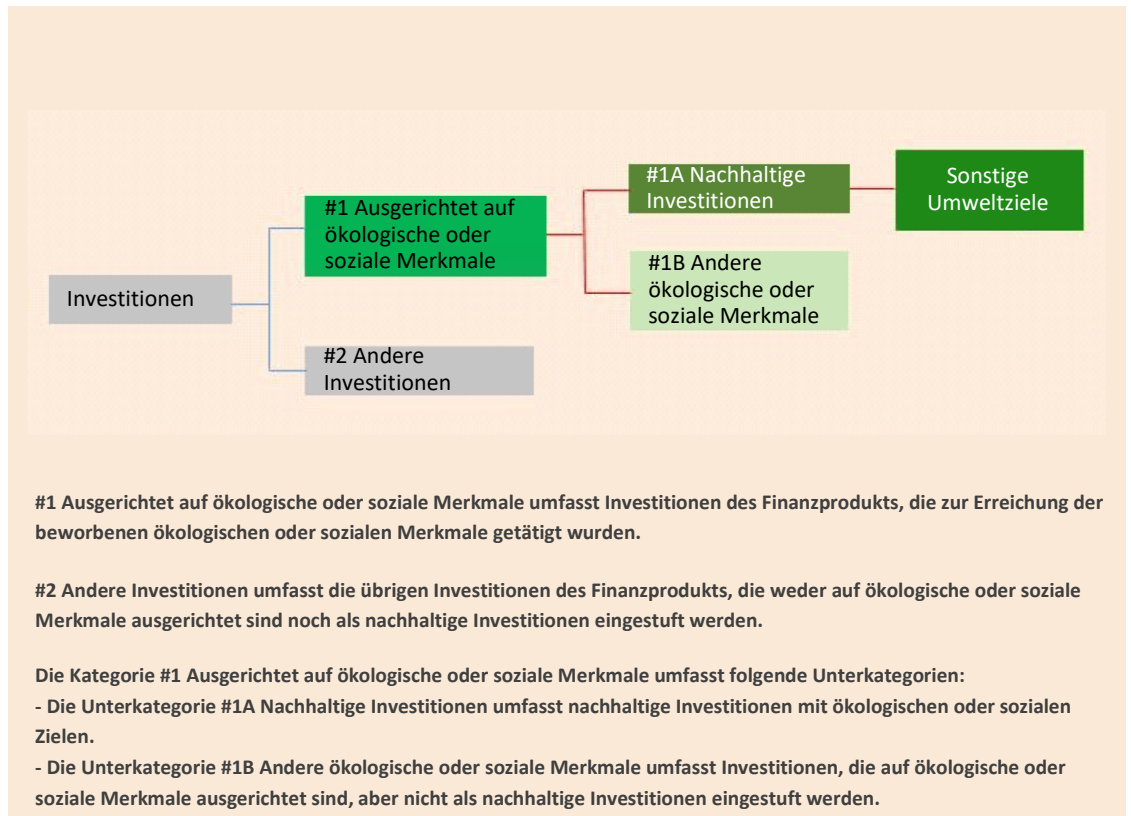 #1A Nachhaltige
Investitionen
Sonstige
Umweltziele
#1 Ausgerichtet auf
ökologische oder
soziale Merkmale
#1B Andere
ökologische oder
soziale Merkmale
Investitionen
#2 Andere
Investitionen
#1 Ausgerichtet auf ökologische oder soziale Merkmale umfasst Investitionen des Finanzprodukts, die zur Erreichung der
beworbenen ökologischen oder sozialen Merkmale getätigt wurden.
#2 Andere Investitionen umfasst die übrigen Investitionen des Finanzprodukts, die weder auf ökologische oder soziale
Merkmale ausgerichtet sind noch als nachhaltige Investitionen eingestuft werden.
Die Kategorie #1 Ausgerichtet auf ökologische oder soziale Merkmale umfasst folgende Unterkategorien:
- Die Unterkategorie #1A Nachhaltige Investitionen umfasst nachhaltige Investitionen mit ökologischen oder sozialen
Zielen.
- Die Unterkategorie #1B Andere ökologische oder soziale Merkmale umfasst Investitionen, die auf ökologische oder
soziale Merkmale ausgerichtet sind, aber nicht als nachhaltige Investitionen eingestuft werden.